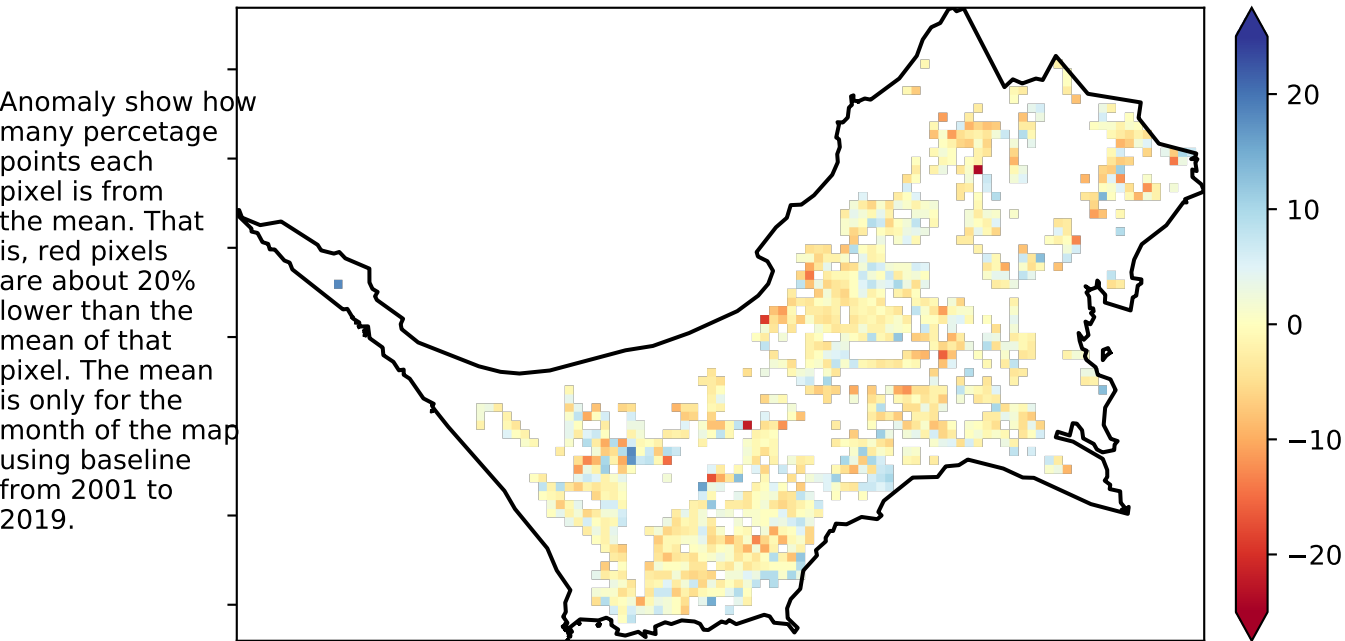 Anomaly show how
many percetage
points each
pixel is from
the mean. That
is, red pixels
are about 20%
lower than the
mean of that
pixel. The mean
is only for the
month of the map
using baseline
from 2001 to
2019.
20
10
0
−10
−20